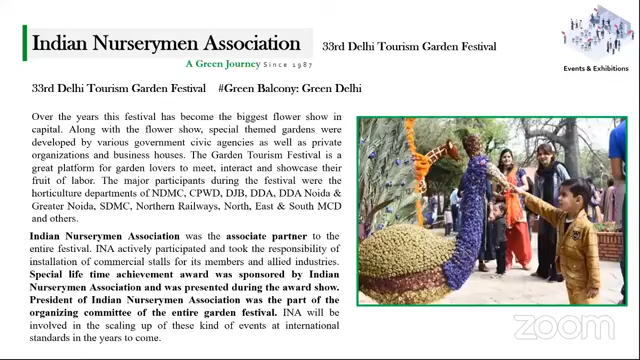 Indian Nurserymen Association 33rd Delhi Tourism Garden Festival
A Green Journey Since 1987
Events & Exhibitions
33rd Delhi Tourism Garden Festival #Green Balcony: Green Delhi
Over the years this festival has become the biggest flower show in
capital. Along with the flower show, special themed gardens were
developed by various government civic agencies as well as private
organizations and business houses. The Garden Tourism Festival is a
great platform for garden lovers to meet, interact and showcase their
fruit of labor. The major participants during the festival were the
horticulture departments of NDMC, CPWD, DJB, DDA, DDA Noida &
Greater Noida, SDMC, Northern Railways, North, East & South MCD
and others.
Indian Nurserymen Association was the associate partner to the
entire festival. INA actively participated and took the responsibility of
installation of commercial stalls for its members and allied industries.
Special life time achievement award was sponsored by Indian
Nurserymen Association and was presented during the award show.
President of Indian Nurserymen Association was the part of the
organizing committee of the entire garden festival. INA will be
involved in the scaling up of these kind of events at international
standards in the years to come.
zoom